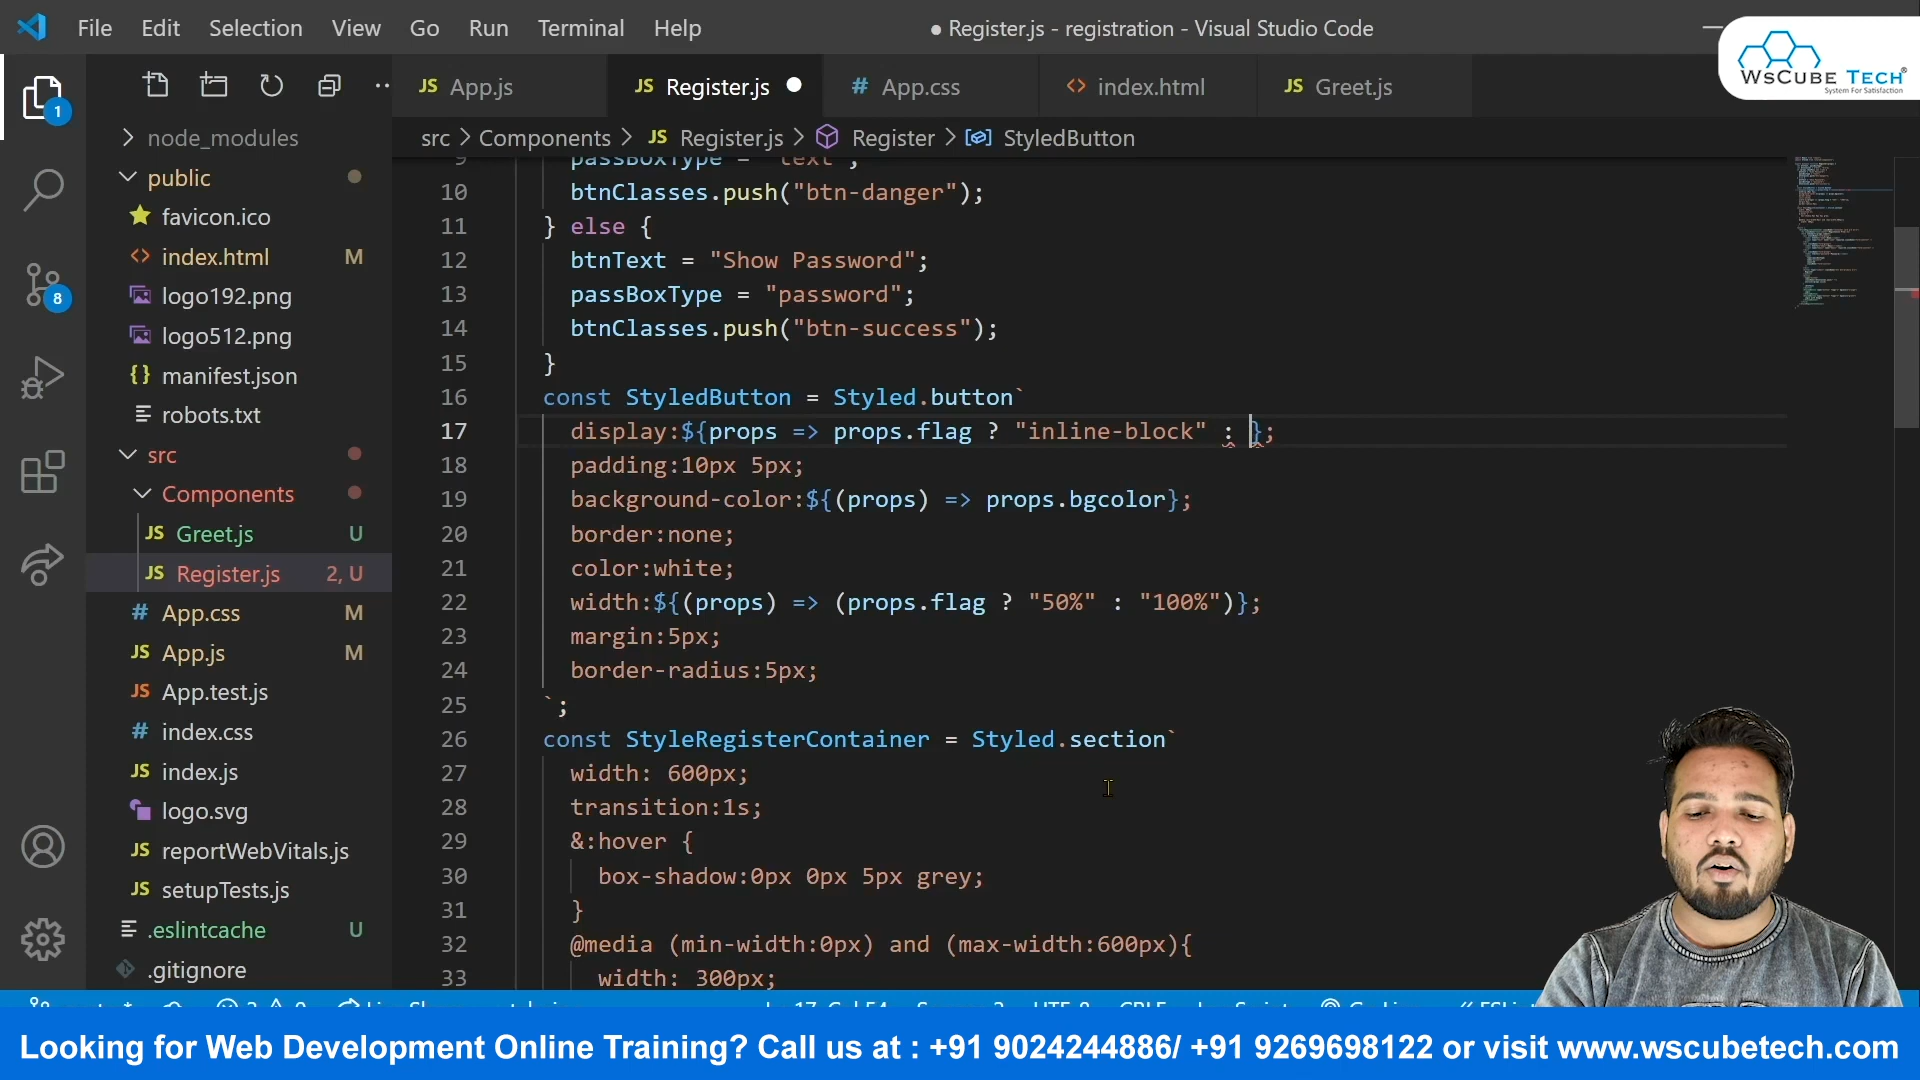 File Edit Selection View Go Run Terminal Help
● Register.js - registration - Visual Studio Code
WsCube Tech®
System For Satisfaction
JS App.js JS Register.js # App.css <> index.html JS Greet.js
src > Components > JS Register.js > Register > StyledButton
1
8
node_modules
public
favicon.ico
index.html M
logo192.png
logo512.png
{} manifest.json
robots.txt
src
Components
JS Greet.js U
JS Register.js 2, U
# App.css M
JS App.js M
JS App.test.js
# index.css
JS index.js
logo.svg
JS reportWebVitals.js
JS setupTests.js
.eslintcache U
.gitignore
9 passBoxType = "text";
10 btnClasses.push("btn-danger");
11 } else {
12 btnText = "Show Password";
13 passBoxType = "password";
14 btnClasses.push("btn-success");
15 }
16 const StyledButton = Styled.button`
17 display:${props => props.flag ? "inline-block" : };
18 padding:10px 5px;
19 background-color:${(props) => props.bgcolor};
20 border:none;
21 color:white;
22 width:${(props) => (props.flag ? "50%" : "100%")};
23 margin:5px;
24 border-radius:5px;
25 `;
26 const StyleRegisterContainer = Styled.section`
27 width: 600px;
28 transition:1s;
29 &:hover {
30 box-shadow:0px 0px 5px grey;
31 }
32 @media (min-width:0px) and (max-width:600px){
33 width: 300px;
Looking for Web Development Online Training? Call us at : +91 9024244886/ +91 9269698122 or visit www.wscubetech.com